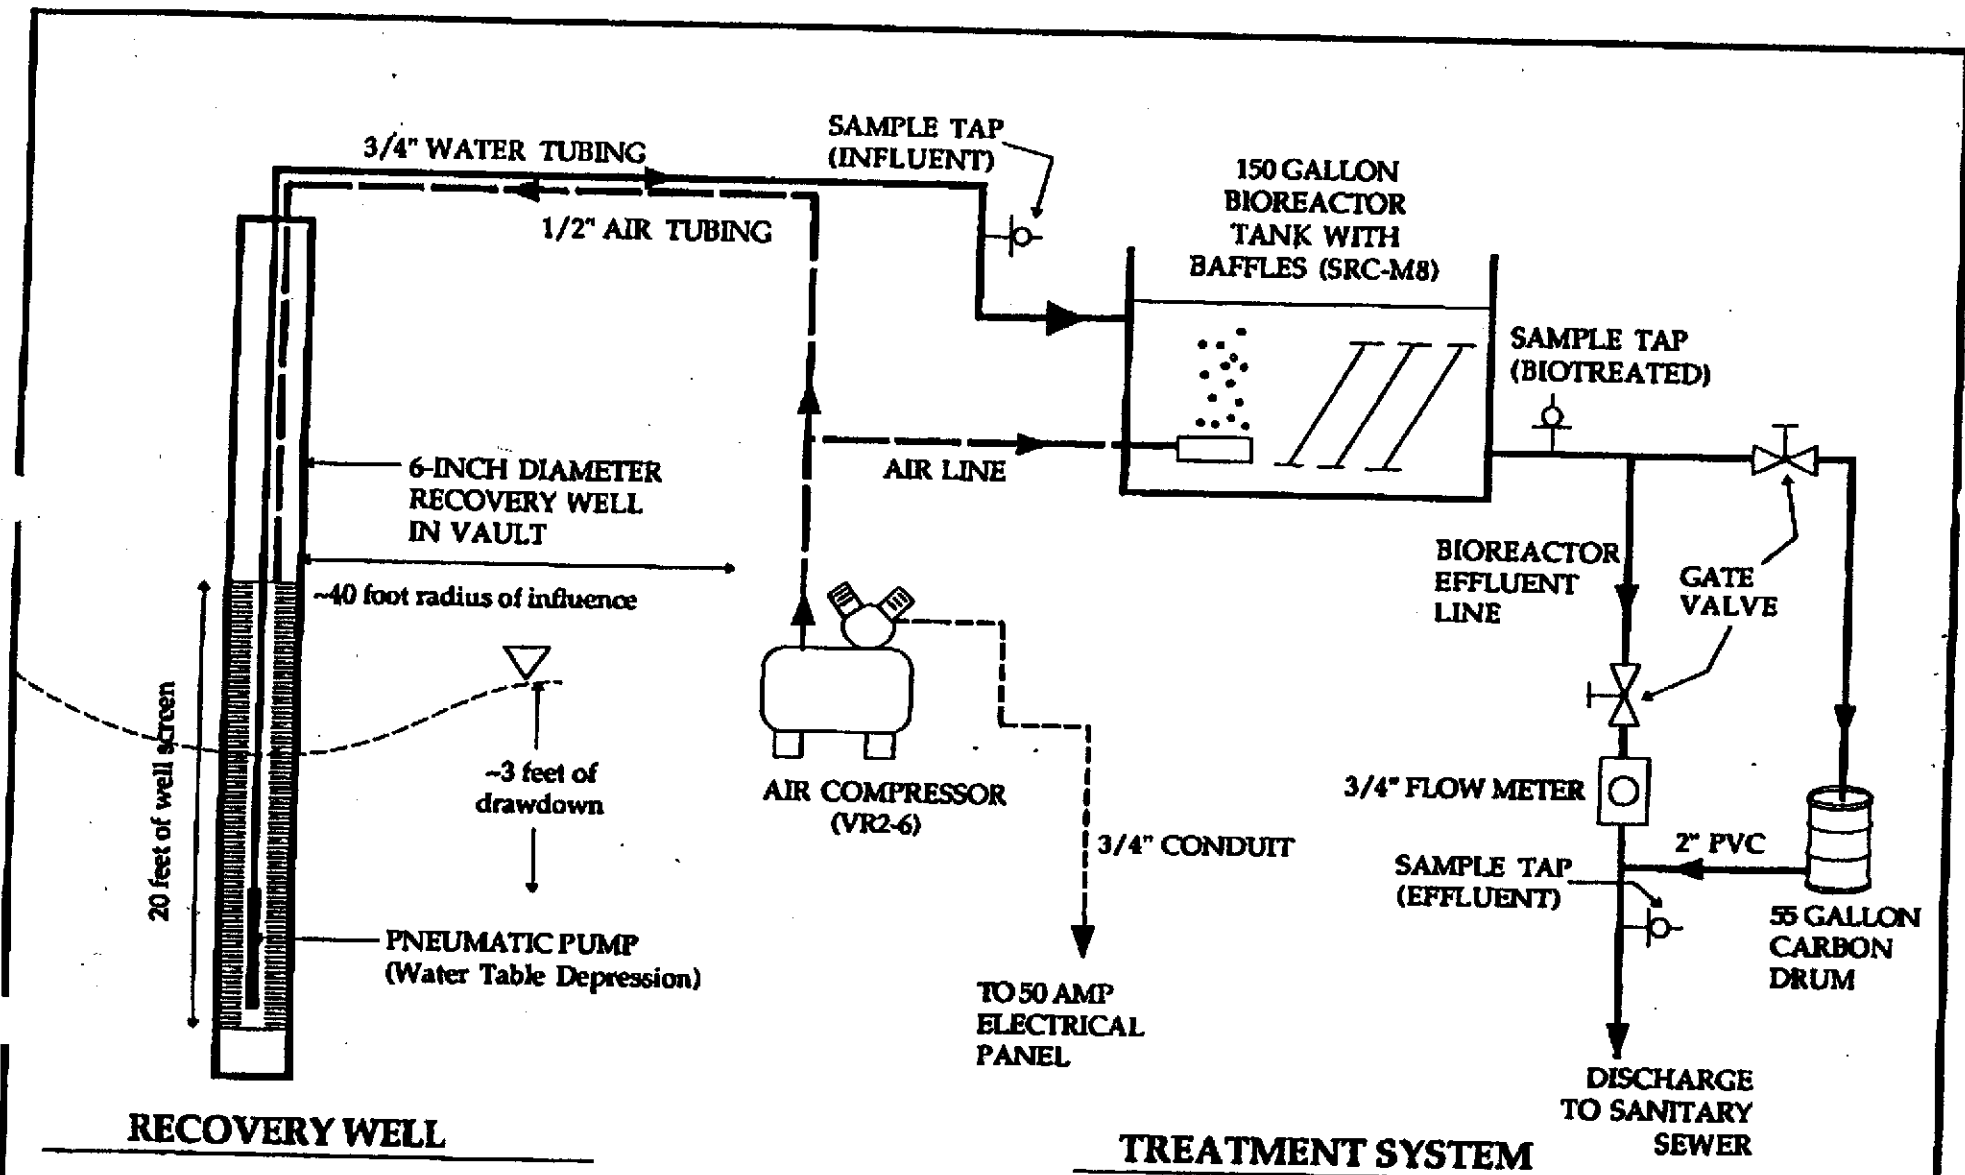 3/4" WATER TUBING
1/2" AIR TUBING
SAMPLE TAP
(INFLUENT)
150 GALLON
BIOREACTOR
TANK WITH
BAFFLES (SRC-M8)
SAMPLE TAP
(BIOTREATED)
6-INCH DIAMETER
RECOVERY WELL
IN VAULT
AIR LINE
~40 foot radius of influence
BIOREACTOR
EFFLUENT
LINE
GATE
VALVE
20 feet of well screen
~3 feet of
drawdown
AIR COMPRESSOR
(VR2-6)
3/4" CONDUIT
3/4" FLOW METER
2" PVC
SAMPLE TAP
(EFFLUENT)
55 GALLON
CARBON
DRUM
PNEUMATIC PUMP
(Water Table Depression)
TO 50 AMP
ELECTRICAL
PANEL
DISCHARGE
TO SANITARY
SEWER
RECOVERY WELL
TREATMENT SYSTEM